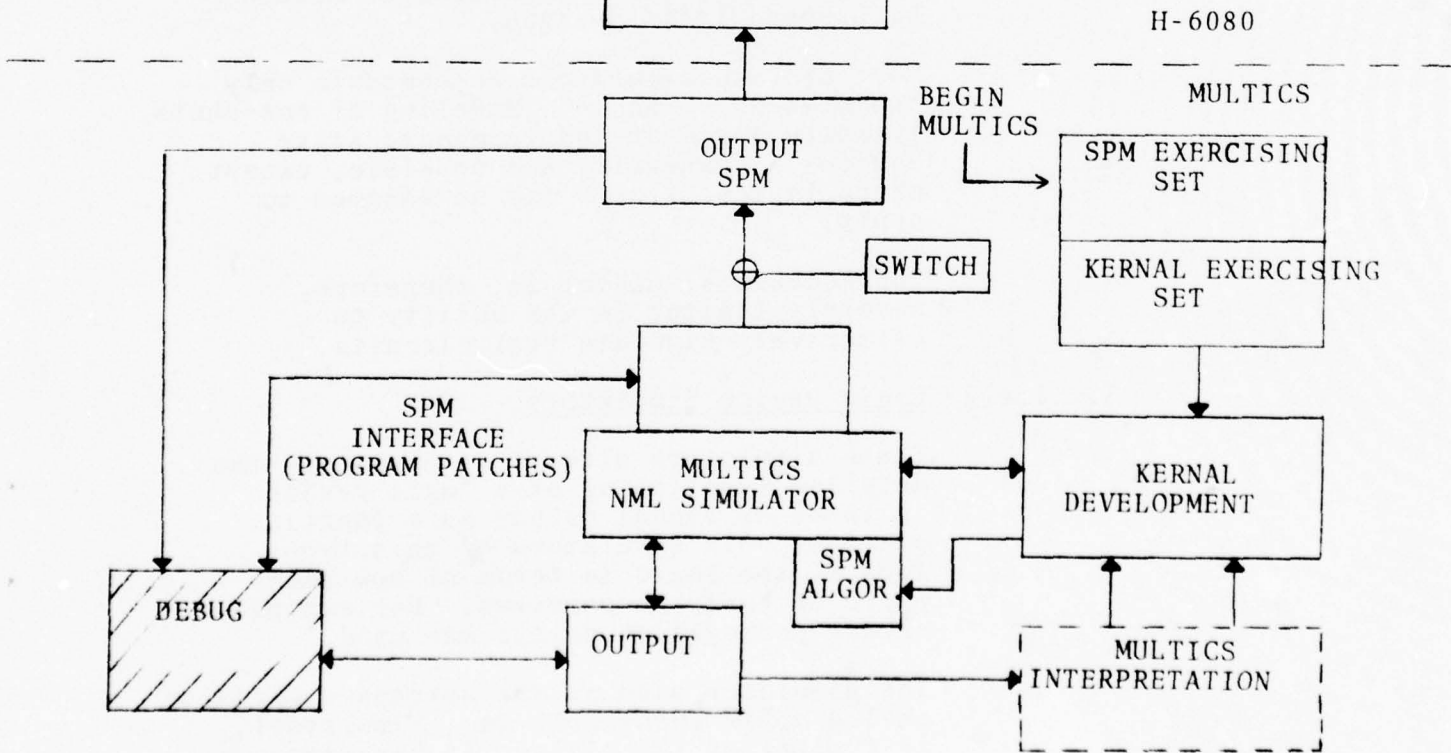 H-6080
BEGIN
MULTICS
MULTICS
OUTPUT
SPM
SPM EXERCISING
SET
SWITCH
KERNAL EXERCISING
SET
SPM
INTERFACE
(PROGRAM PATCHES)
MULTICS
NML SIMULATOR
KERNAL
DEVELOPMENT
SPM
ALGOR
DEBUG
OUTPUT
MULTICS
INTERPRETATION